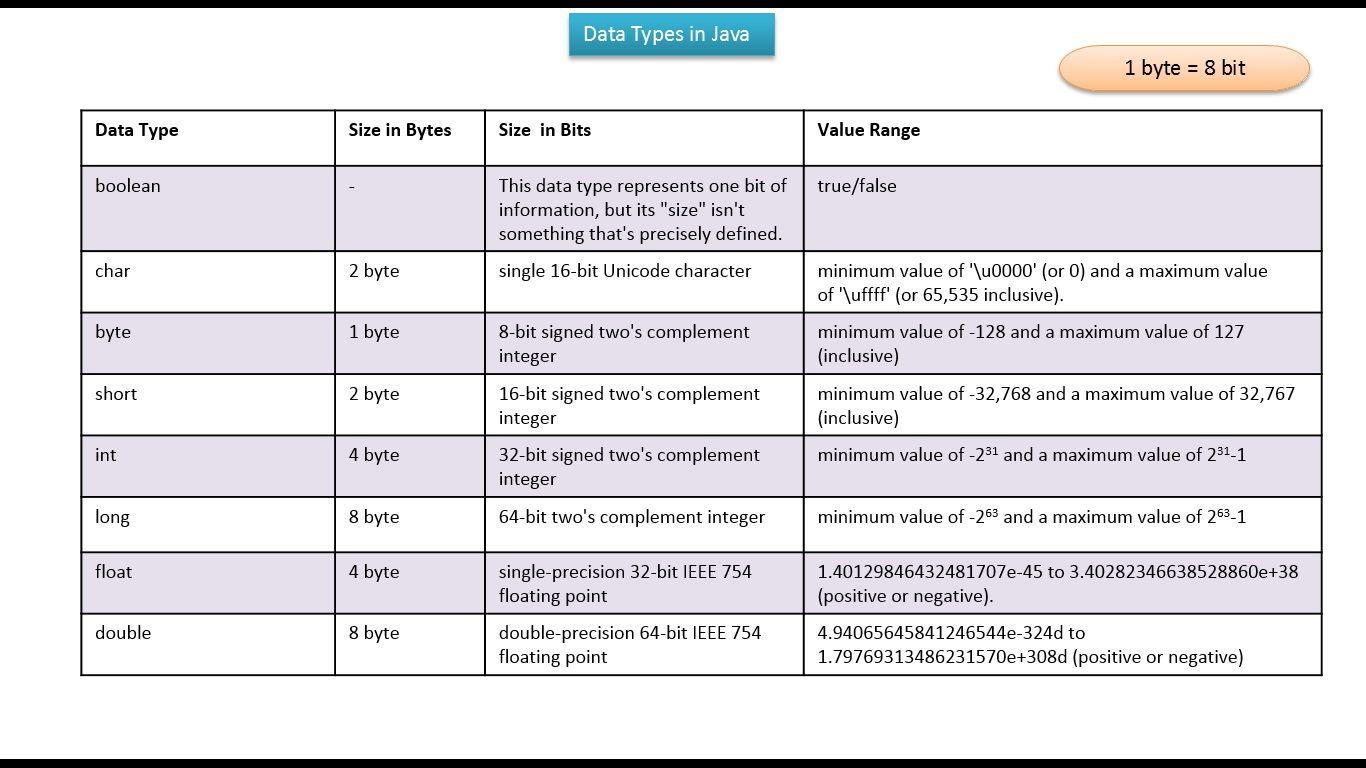 Data Types in Java
1 byte = 8 bit
Data Type Size in Bytes Size in Bits Value Range
boolean - This data type represents one bit of true/false
information, but its "size" isn't
something that's precisely defined.
char 2 byte single 16-bit Unicode character minimum value of '\u0000' (or 0) and a maximum value
of '\uffff' (or 65,535 inclusive).
byte 1 byte 8-bit signed two's complement minimum value of -128 and a maximum value of 127
integer (inclusive)
short 2 byte 16-bit signed two's complement minimum value of -32,768 and a maximum value of 32,767
integer (inclusive)
int 4 byte 32-bit signed two's complement minimum value of -2³¹ and a maximum value of 2³¹-1
integer
long 8 byte 64-bit two's complement integer minimum value of -2⁶³ and a maximum value of 2⁶³-1
float 4 byte single-precision 32-bit IEEE 754 1.40129846432481707e-45 to 3.40282346638528860e+38
floating point (positive or negative).
double 8 byte double-precision 64-bit IEEE 754 4.94065645841246544e-324d to
floating point 1.79769313486231570e+308d (positive or negative)